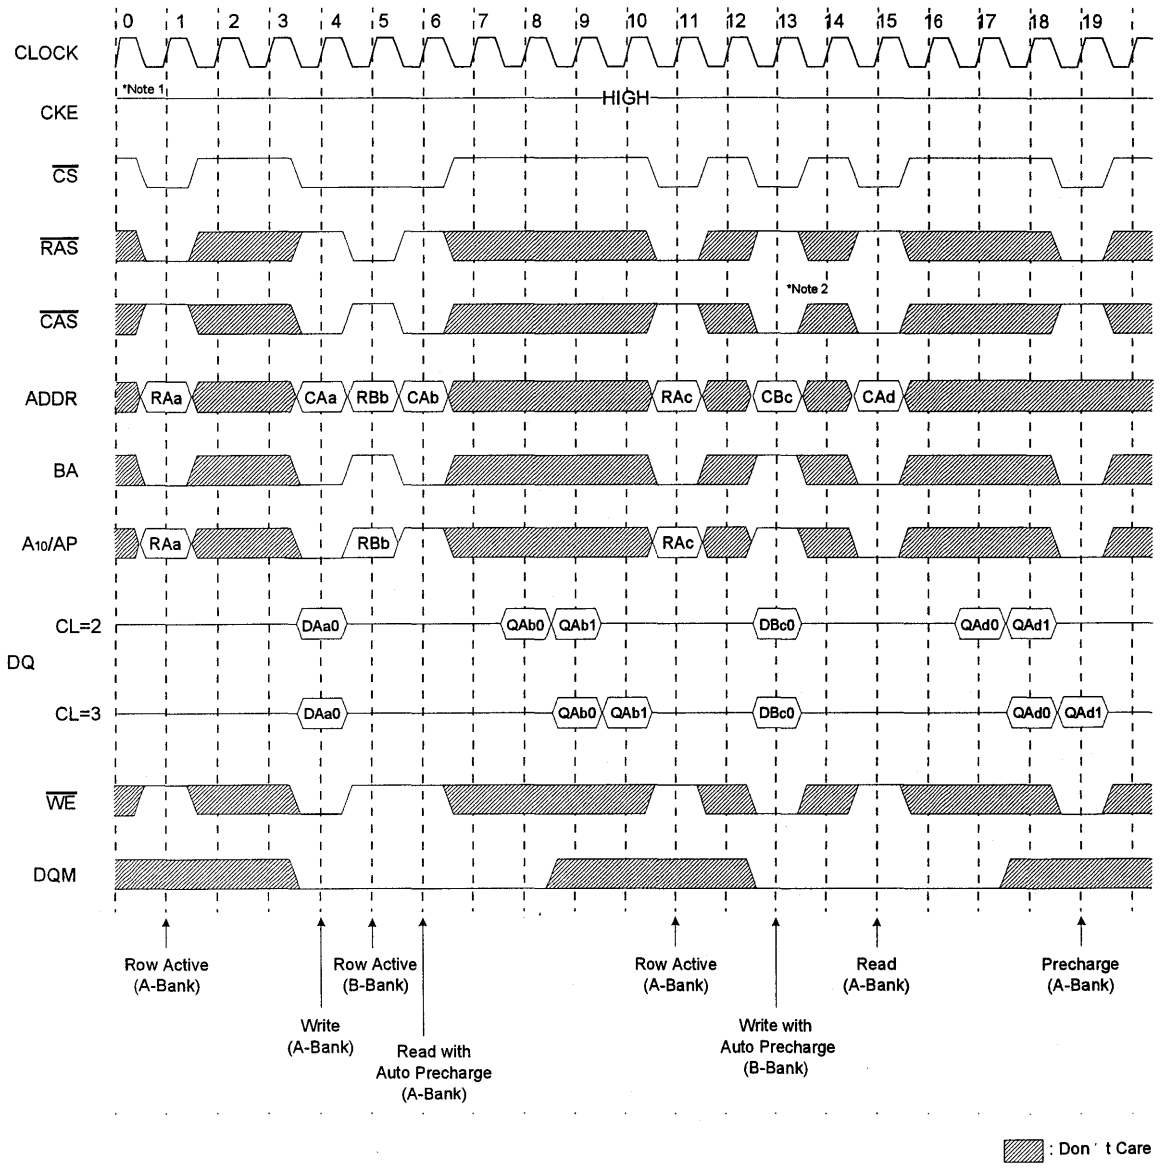 0 1 2 3 4 5 6 7 8 9 10 11 12 13 14 15 16 17 18 19
CLOCK
*Note 1
HIGH
CKE
CS
RAS
*Note 2
CAS
ADDR RAa CAa RBb CAb RAc CBc CAd
BA
A10/AP RAa RBb RAc
CL=2 DAa0 QAb0 QAb1 DBc0 QAd0 QAd1
DQ
CL=3 DAa0 QAb0 QAb1 DBc0 QAd0 QAd1
WE
DQM
Row Active
(A-Bank)
Row Active
(B-Bank)
Row Active
(A-Bank)
Read
(A-Bank)
Precharge
(A-Bank)
Write
(A-Bank)
Write with
Auto Precharge
(B-Bank)
Read with
Auto Precharge
(A-Bank)
: Don ' t Care